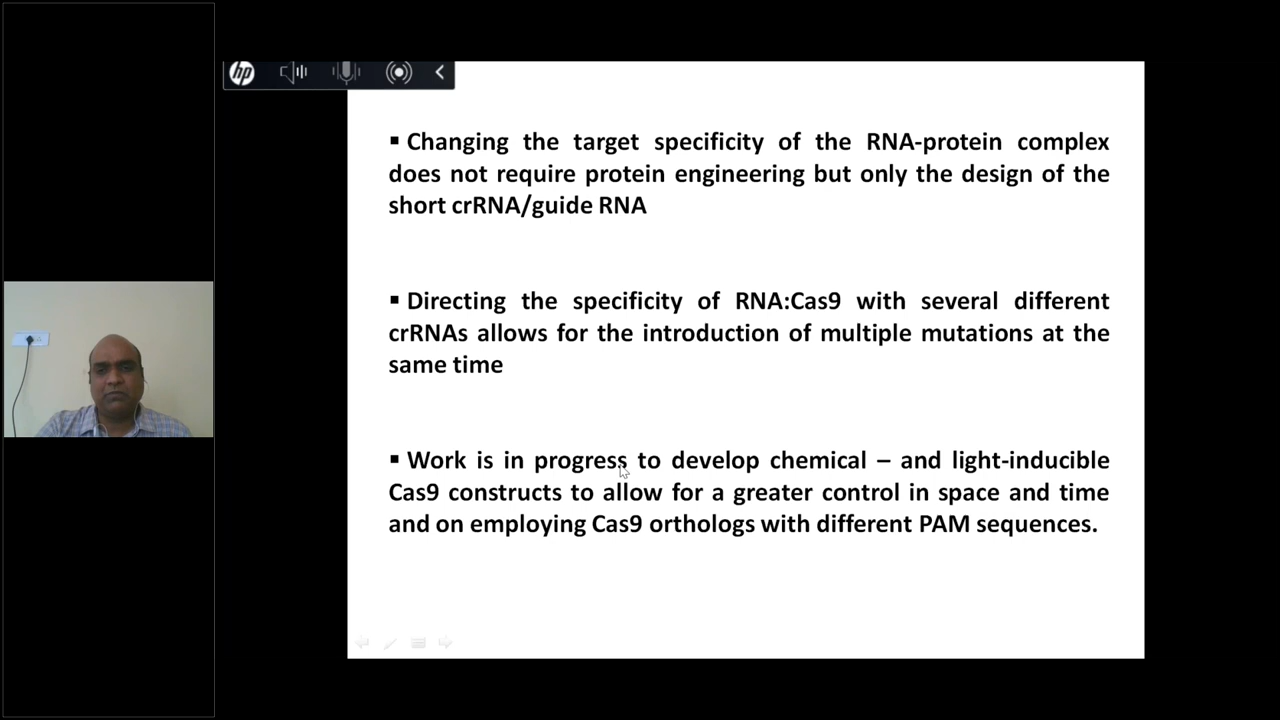 hp
▪ Changing the target specificity of the RNA-protein complex
does not require protein engineering but only the design of the
short crRNA/guide RNA
▪ Directing the specificity of RNA:Cas9 with several different
crRNAs allows for the introduction of multiple mutations at the
same time
▪ Work is in progress to develop chemical – and light-inducible
Cas9 constructs to allow for a greater control in space and time
and on employing Cas9 orthologs with different PAM sequences.